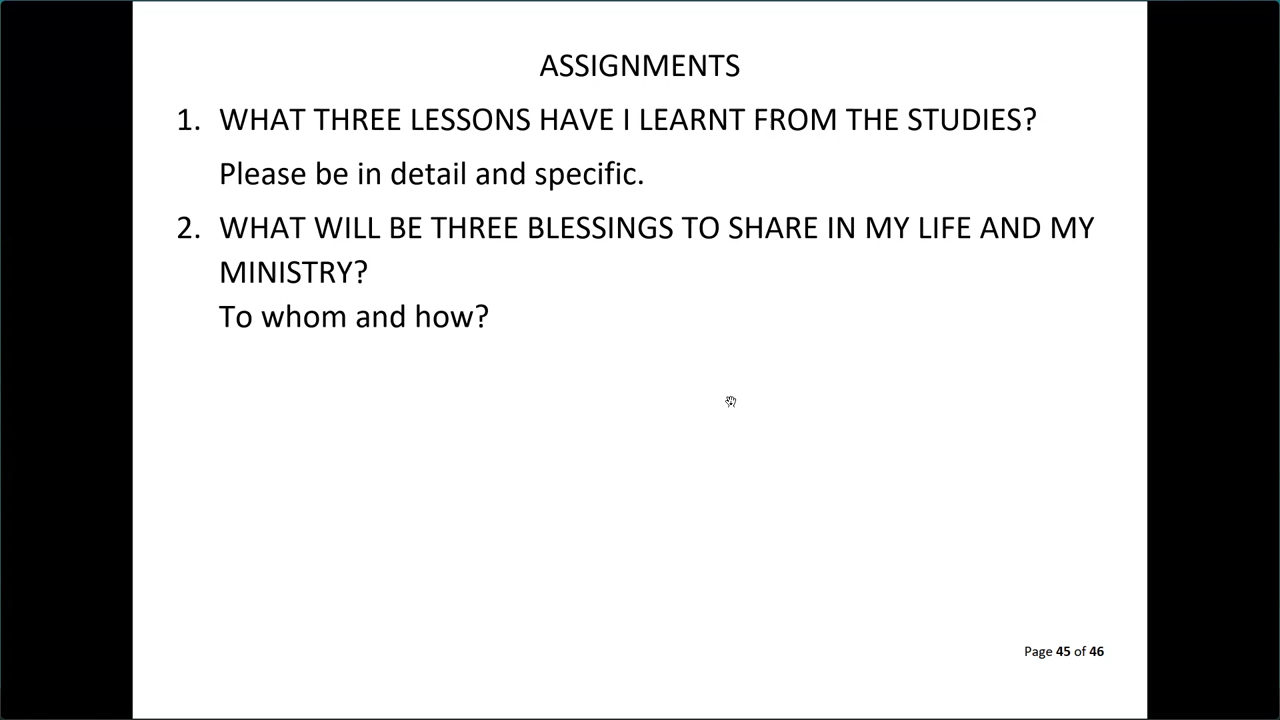 ASSIGNMENTS
1. WHAT THREE LESSONS HAVE I LEARNT FROM THE STUDIES?
Please be in detail and specific.
2. WHAT WILL BE THREE BLESSINGS TO SHARE IN MY LIFE AND MY
MINISTRY?
To whom and how?
Page 45 of 46